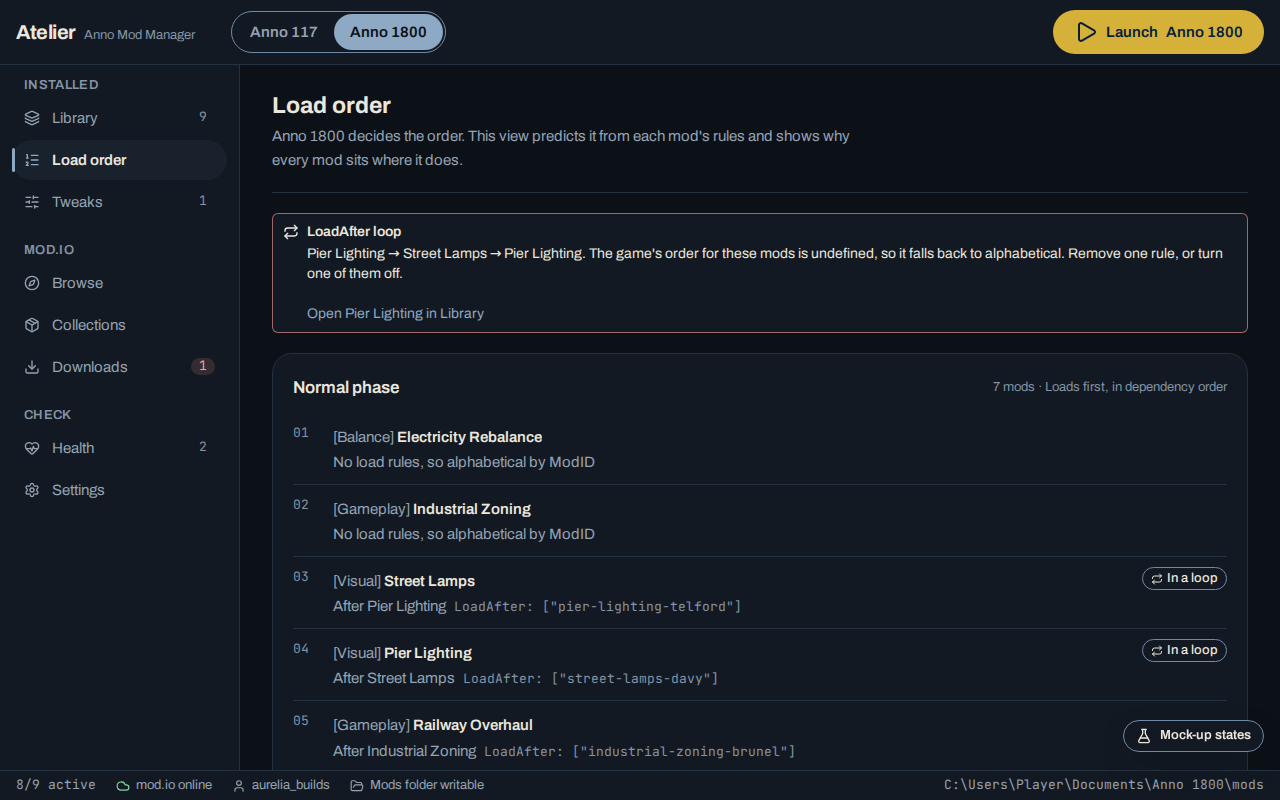 Atelier Anno Mod Manager Anno 117 Anno 1800 Launch Anno 1800
INSTALLED
Library 9
Load order
Tweaks 1
MOD.IO
Browse
Collections
Downloads 1
CHECK
Health 2
Settings
Load order
Anno 1800 decides the order. This view predicts it from each mod's rules and shows why
every mod sits where it does.
LoadAfter loop
Pier Lighting → Street Lamps → Pier Lighting. The game's order for these mods is undefined, so it falls back to alphabetical. Remove one rule, or turn
one of them off.
Open Pier Lighting in Library
Normal phase 7 mods · Loads first, in dependency order
01 [Balance] Electricity Rebalance
No load rules, so alphabetical by ModID
02 [Gameplay] Industrial Zoning
No load rules, so alphabetical by ModID
03 [Visual] Street Lamps In a loop
After Pier Lighting LoadAfter: ["pier-lighting-telford"]
04 [Visual] Pier Lighting In a loop
After Street Lamps LoadAfter: ["street-lamps-davy"]
05 [Gameplay] Railway Overhaul
After Industrial Zoning LoadAfter: ["industrial-zoning-brunel"]
Mock-up states
8/9 active mod.io online aurelia_builds Mods folder writable C:\Users\Player\Documents\Anno 1800\mods